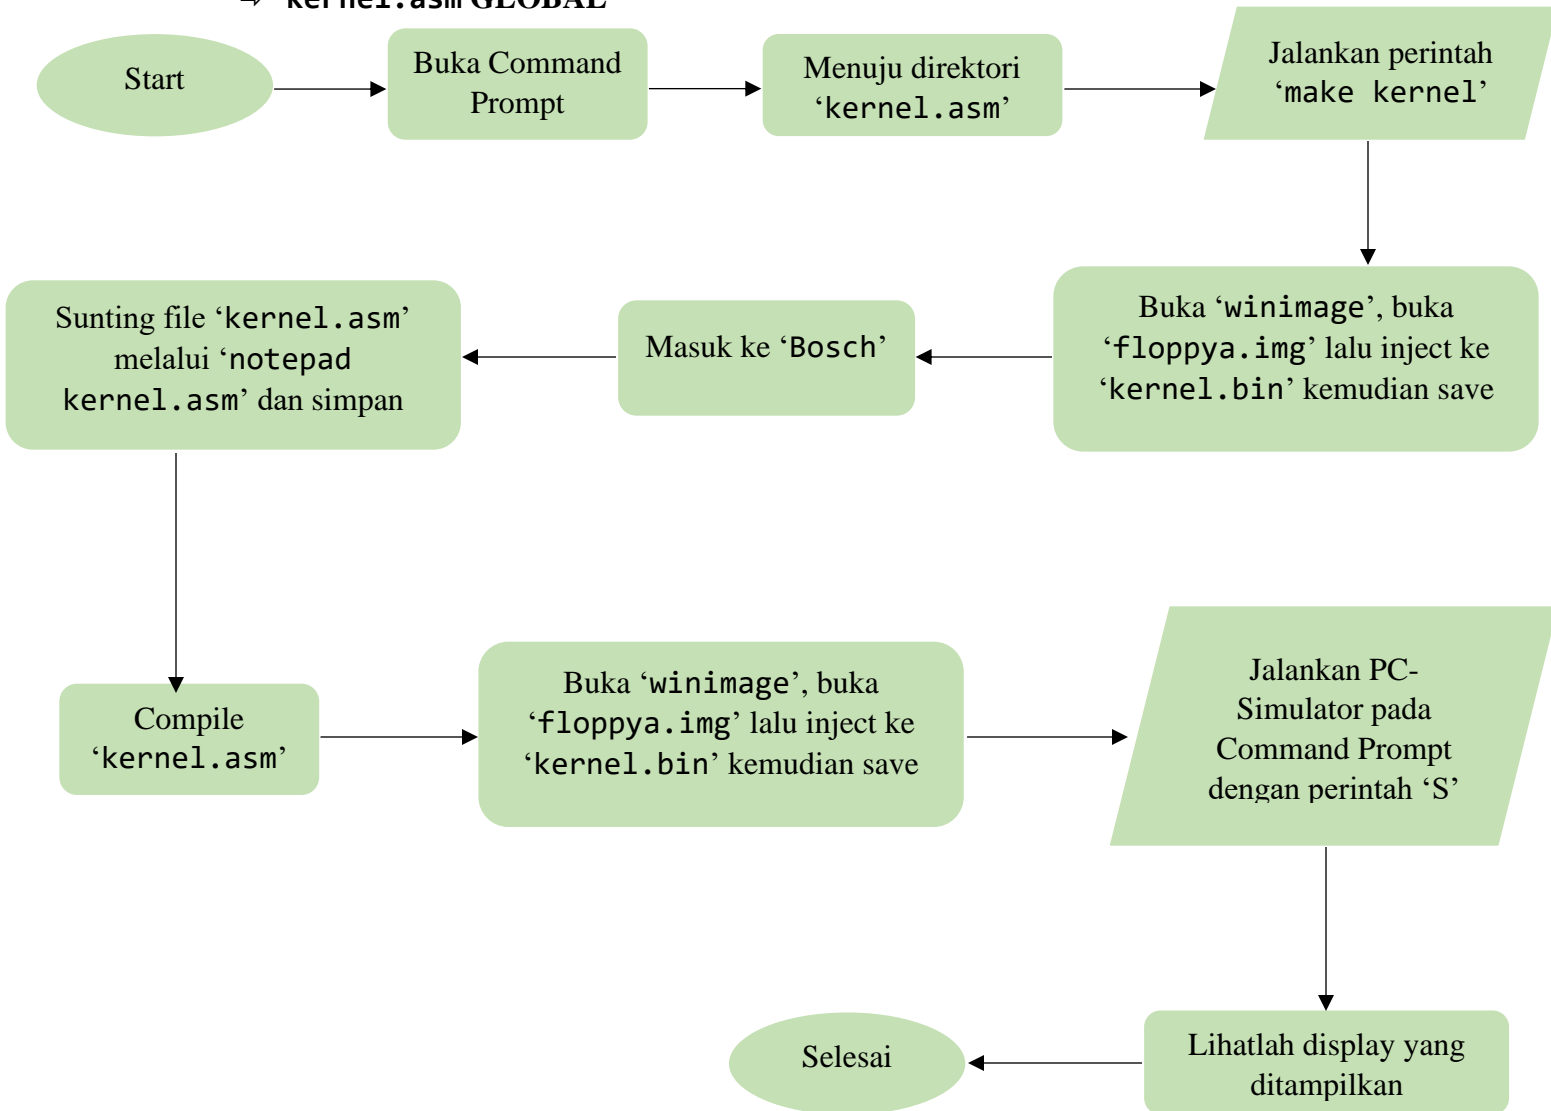 ⇒ kernel.asm GLOBAL
Start
Buka Command
Prompt
Menuju direktori
‘kernel.asm’
Jalankan perintah
‘make kernel’
Buka ‘winimage’, buka
‘floppya.img’ lalu inject ke
‘kernel.bin’ kemudian save
Masuk ke ‘Bosch’
Sunting file ‘kernel.asm’
melalui ‘notepad
kernel.asm’ dan simpan
Compile
‘kernel.asm’
Buka ‘winimage’, buka
‘floppya.img’ lalu inject ke
‘kernel.bin’ kemudian save
Jalankan PC-
Simulator pada
Command Prompt
dengan perintah ‘S’
Lihatlah display yang
ditampilkan
Selesai